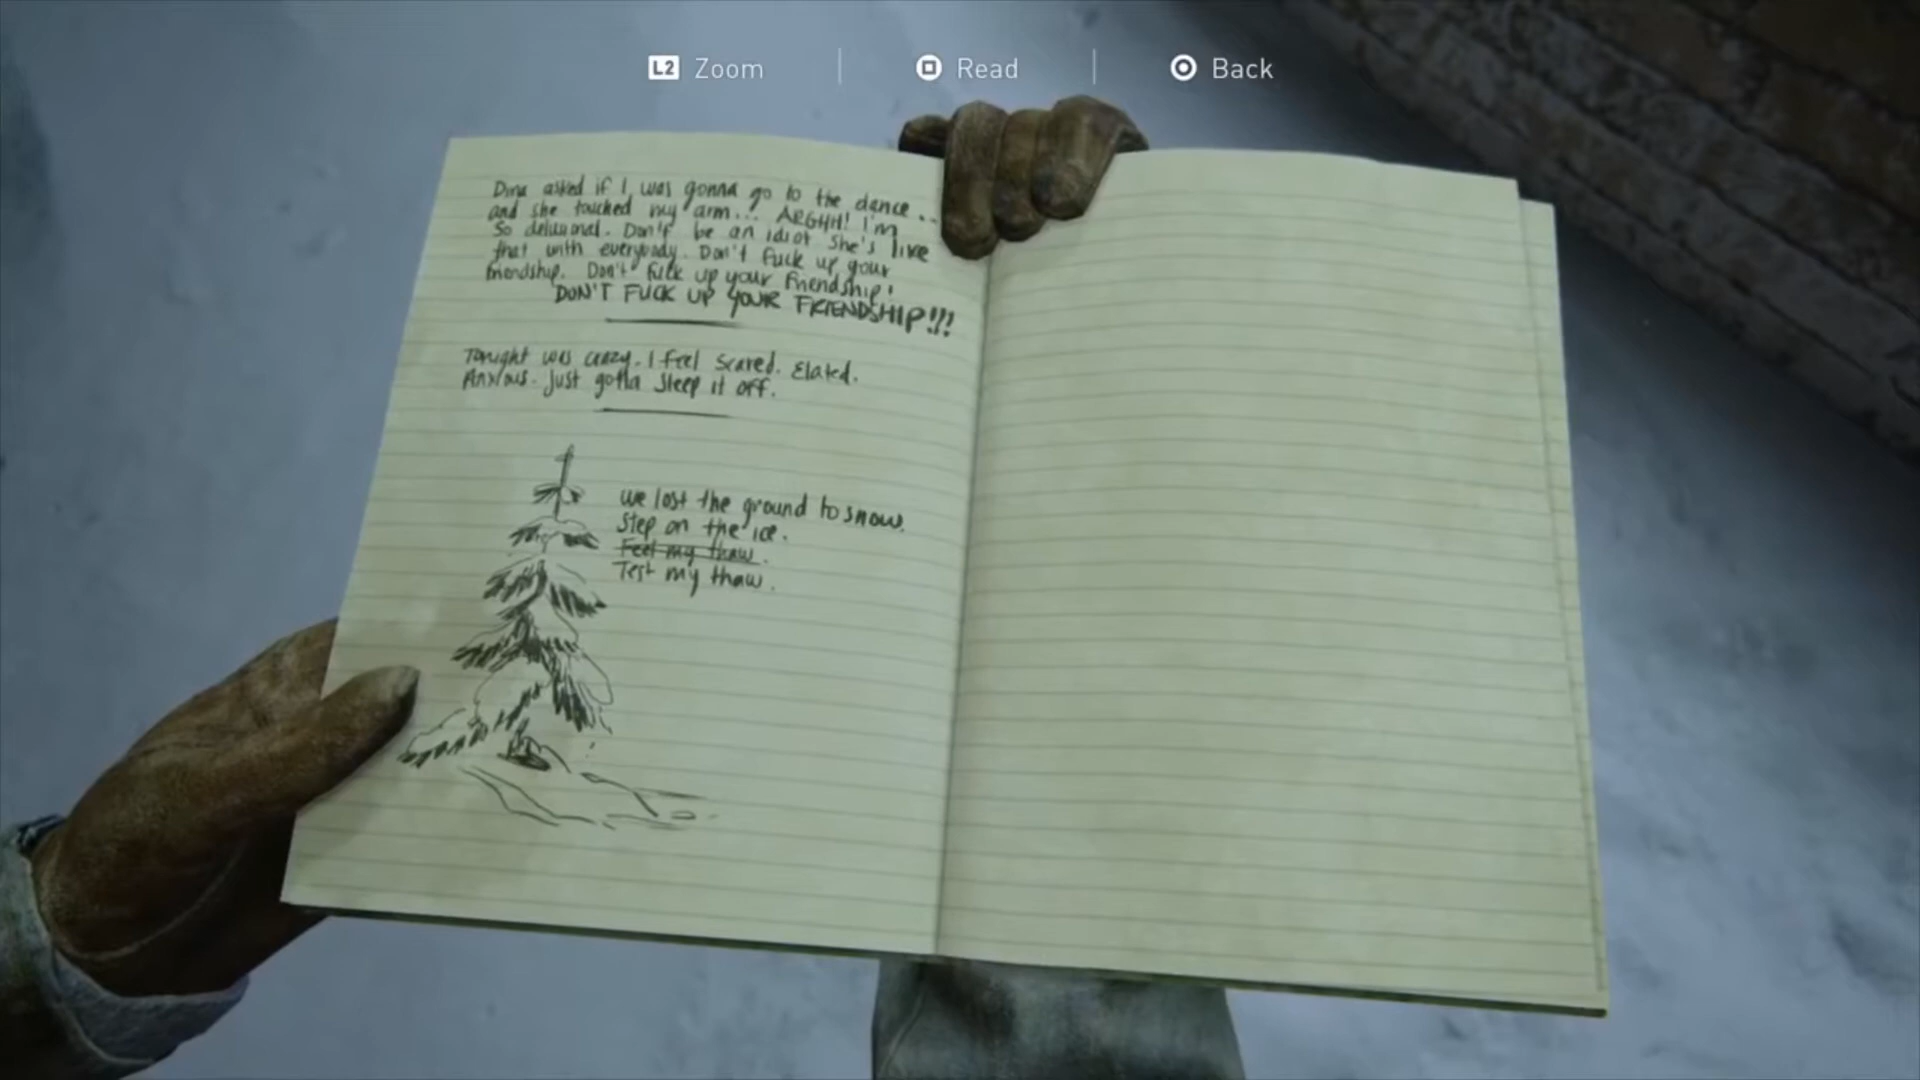 L2 Zoom Read Back
Dina asked if I was gonna go to the dance...
and she touched my arm... ARGHH! I'm
so delusional. Don't be an idiot she's like
that with everybody. Don't fuck up your
friendship. Don't fuck up your friendship!
DON'T FUCK UP YOUR FRIENDSHIP!!!
Tonight was crazy. I feel scared. Elated.
Anxious. Just gotta sleep it off.
we lost the ground to snow.
Step on the ice.
Feel my thaw.
Test my thaw.